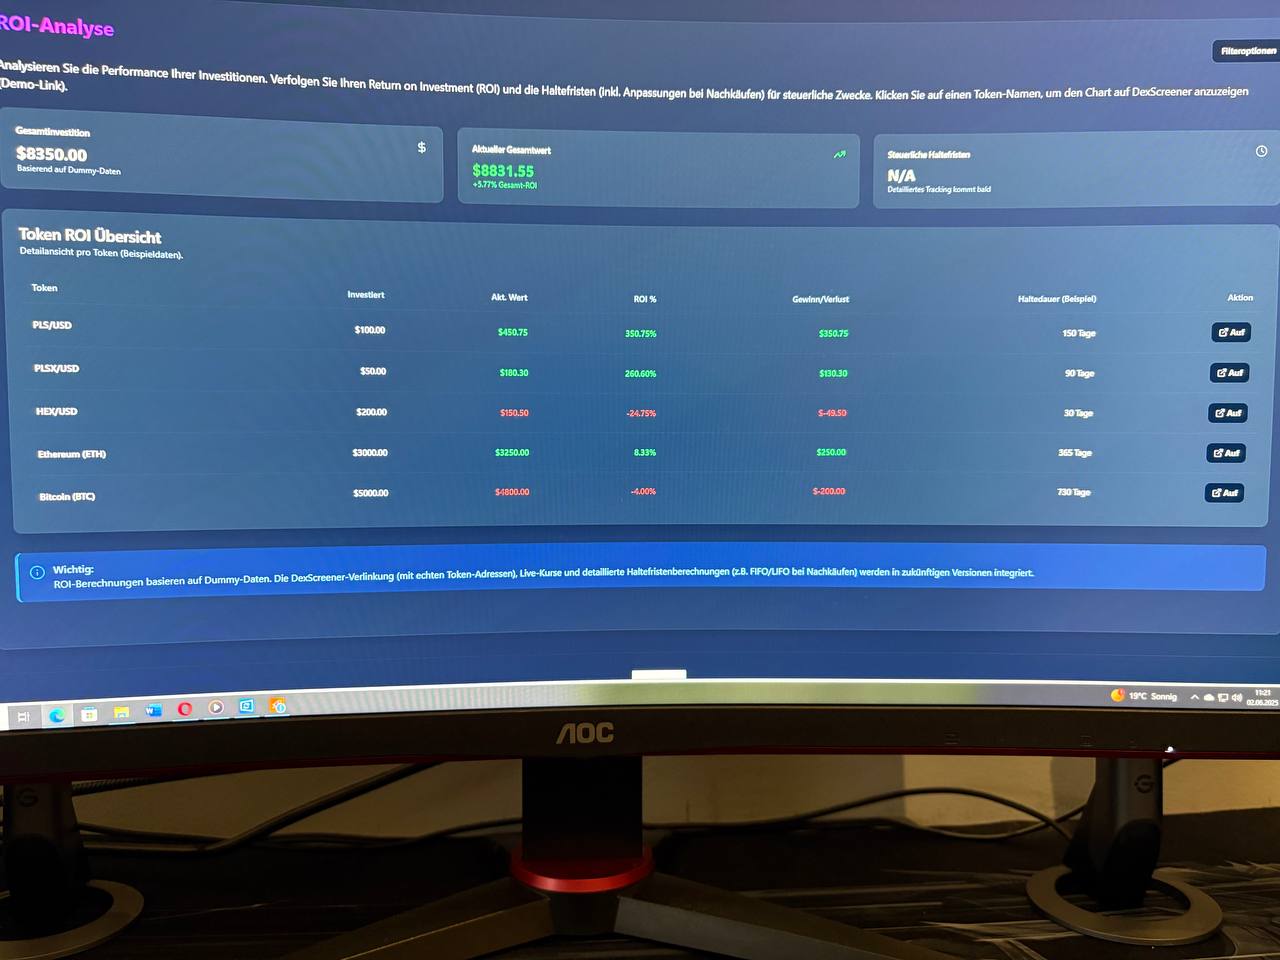 ROI-Analyse
Filteroptionen
Analysieren Sie die Performance Ihrer Investitionen. Verfolgen Sie Ihren Return on Investment (ROI) und die Haltefristen (inkl. Anpassungen bei Nachkäufen) für steuerliche Zwecke. Klicken Sie auf einen Token-Namen, um den Chart auf DexScreener anzuzeigen
(Demo-Link).
Gesamtinvestition
$
$8350.00
Basierend auf Dummy-Daten
Aktueller Gesamtwert
$8831.55
+5.77% Gesamt-ROI
Steuerliche Haltefristen
N/A
Detailliertes Tracking kommt bald
Token ROI Übersicht
Detailansicht pro Token (Beispieldaten).
Token Investiert Akt. Wert ROI % Gewinn/Verlust Haltedauer (Beispiel) Aktion
PLS/USD $100.00 $450.75 350.75% $350.75 150 Tage Auf
PLSX/USD $50.00 $180.30 260.60% $130.30 90 Tage Auf
HEX/USD $200.00 $150.50 -24.75% $-49.50 30 Tage Auf
Ethereum (ETH) $3000.00 $3250.00 8.33% $250.00 365 Tage Auf
Bitcoin (BTC) $5000.00 $4800.00 -4.00% $-200.00 730 Tage Auf
Wichtig:
ROI-Berechnungen basieren auf Dummy-Daten. Die DexScreener-Verlinkung (mit echten Token-Adressen), Live-Kurse und detaillierte Haltefristenberechnungen (z.B. FIFO/LIFO bei Nachkäufen) werden in zukünftigen Versionen integriert.
19°C Sonnig
11:21
02.06.2025
AOC